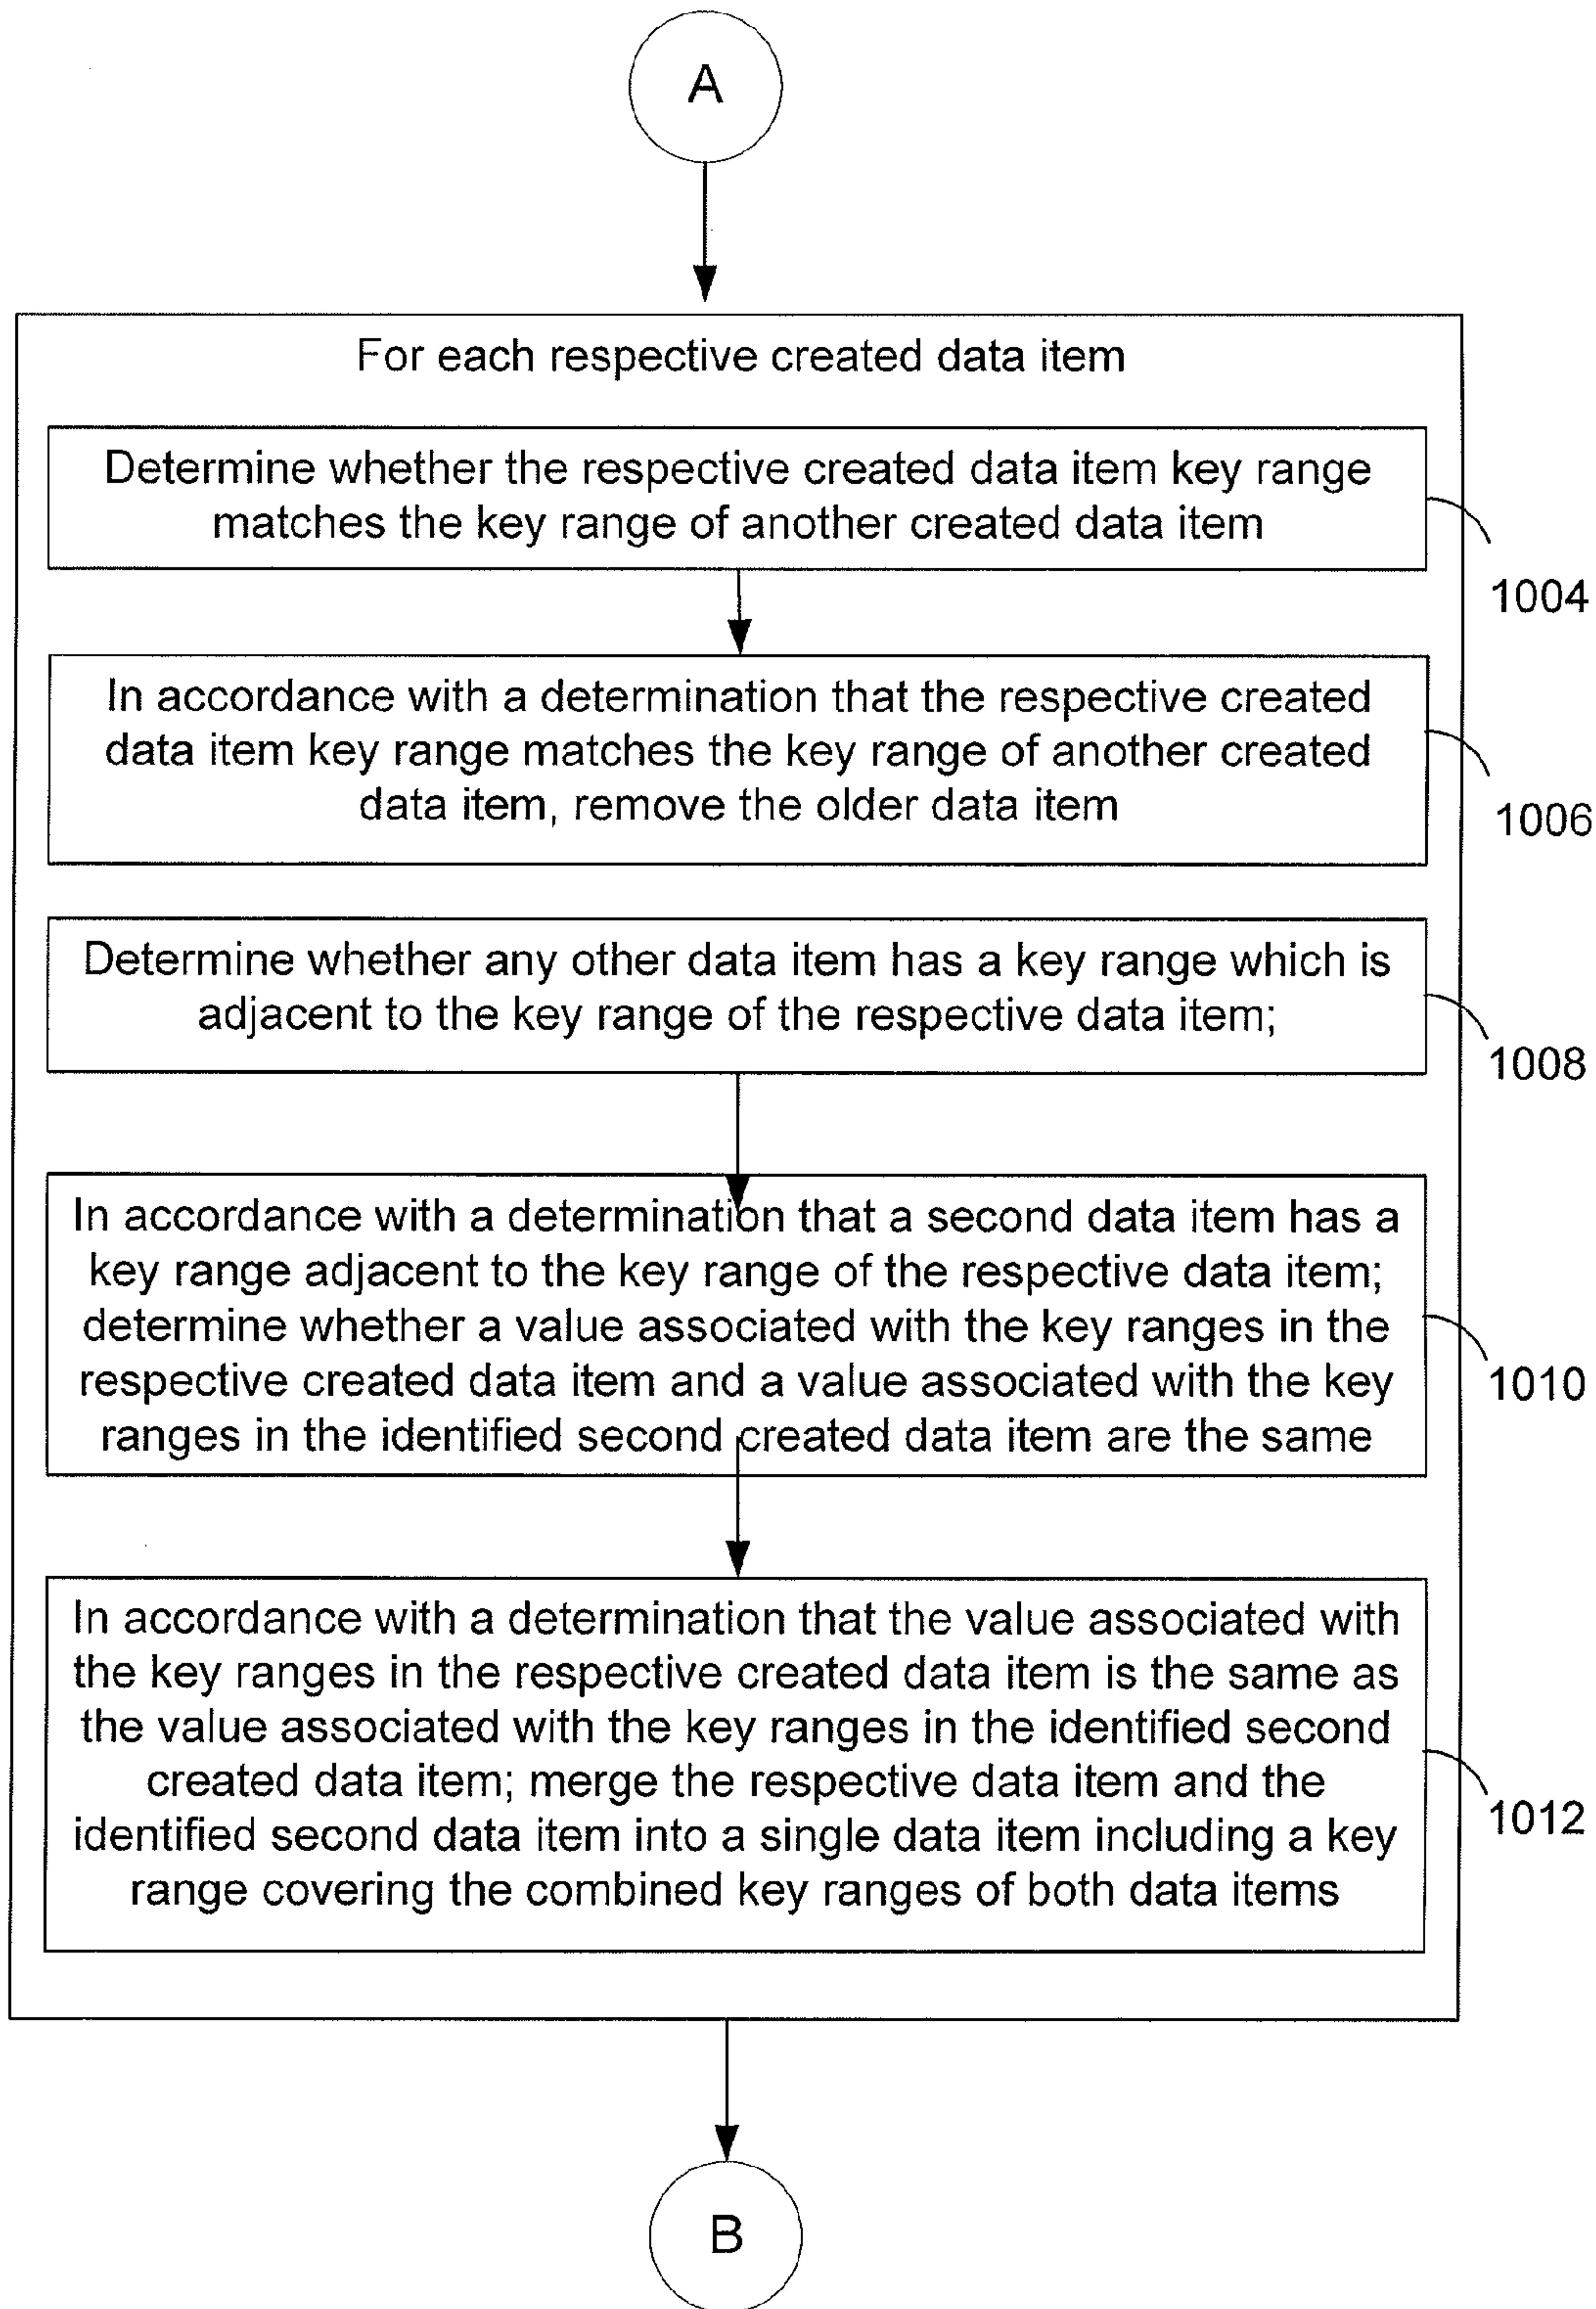 A
For each respective created data item
Determine whether the respective created data item key range
matches the key range of another created data item
1004
In accordance with a determination that the respective created
data item key range matches the key range of another created
data item, remove the older data item
1006
Determine whether any other data item has a key range which is
adjacent to the key range of the respective data item;
1008
In accordance with a determination that a second data item has a
key range adjacent to the key range of the respective data item;
determine whether a value associated with the key ranges in the
respective created data item and a value associated with the key
ranges in the identified second created data item are the same
1010
In accordance with a determination that the value associated with
the key ranges in the respective created data item is the same as
the value associated with the key ranges in the identified second
created data item; merge the respective data item and the
identified second data item into a single data item including a key
range covering the combined key ranges of both data items
1012
B